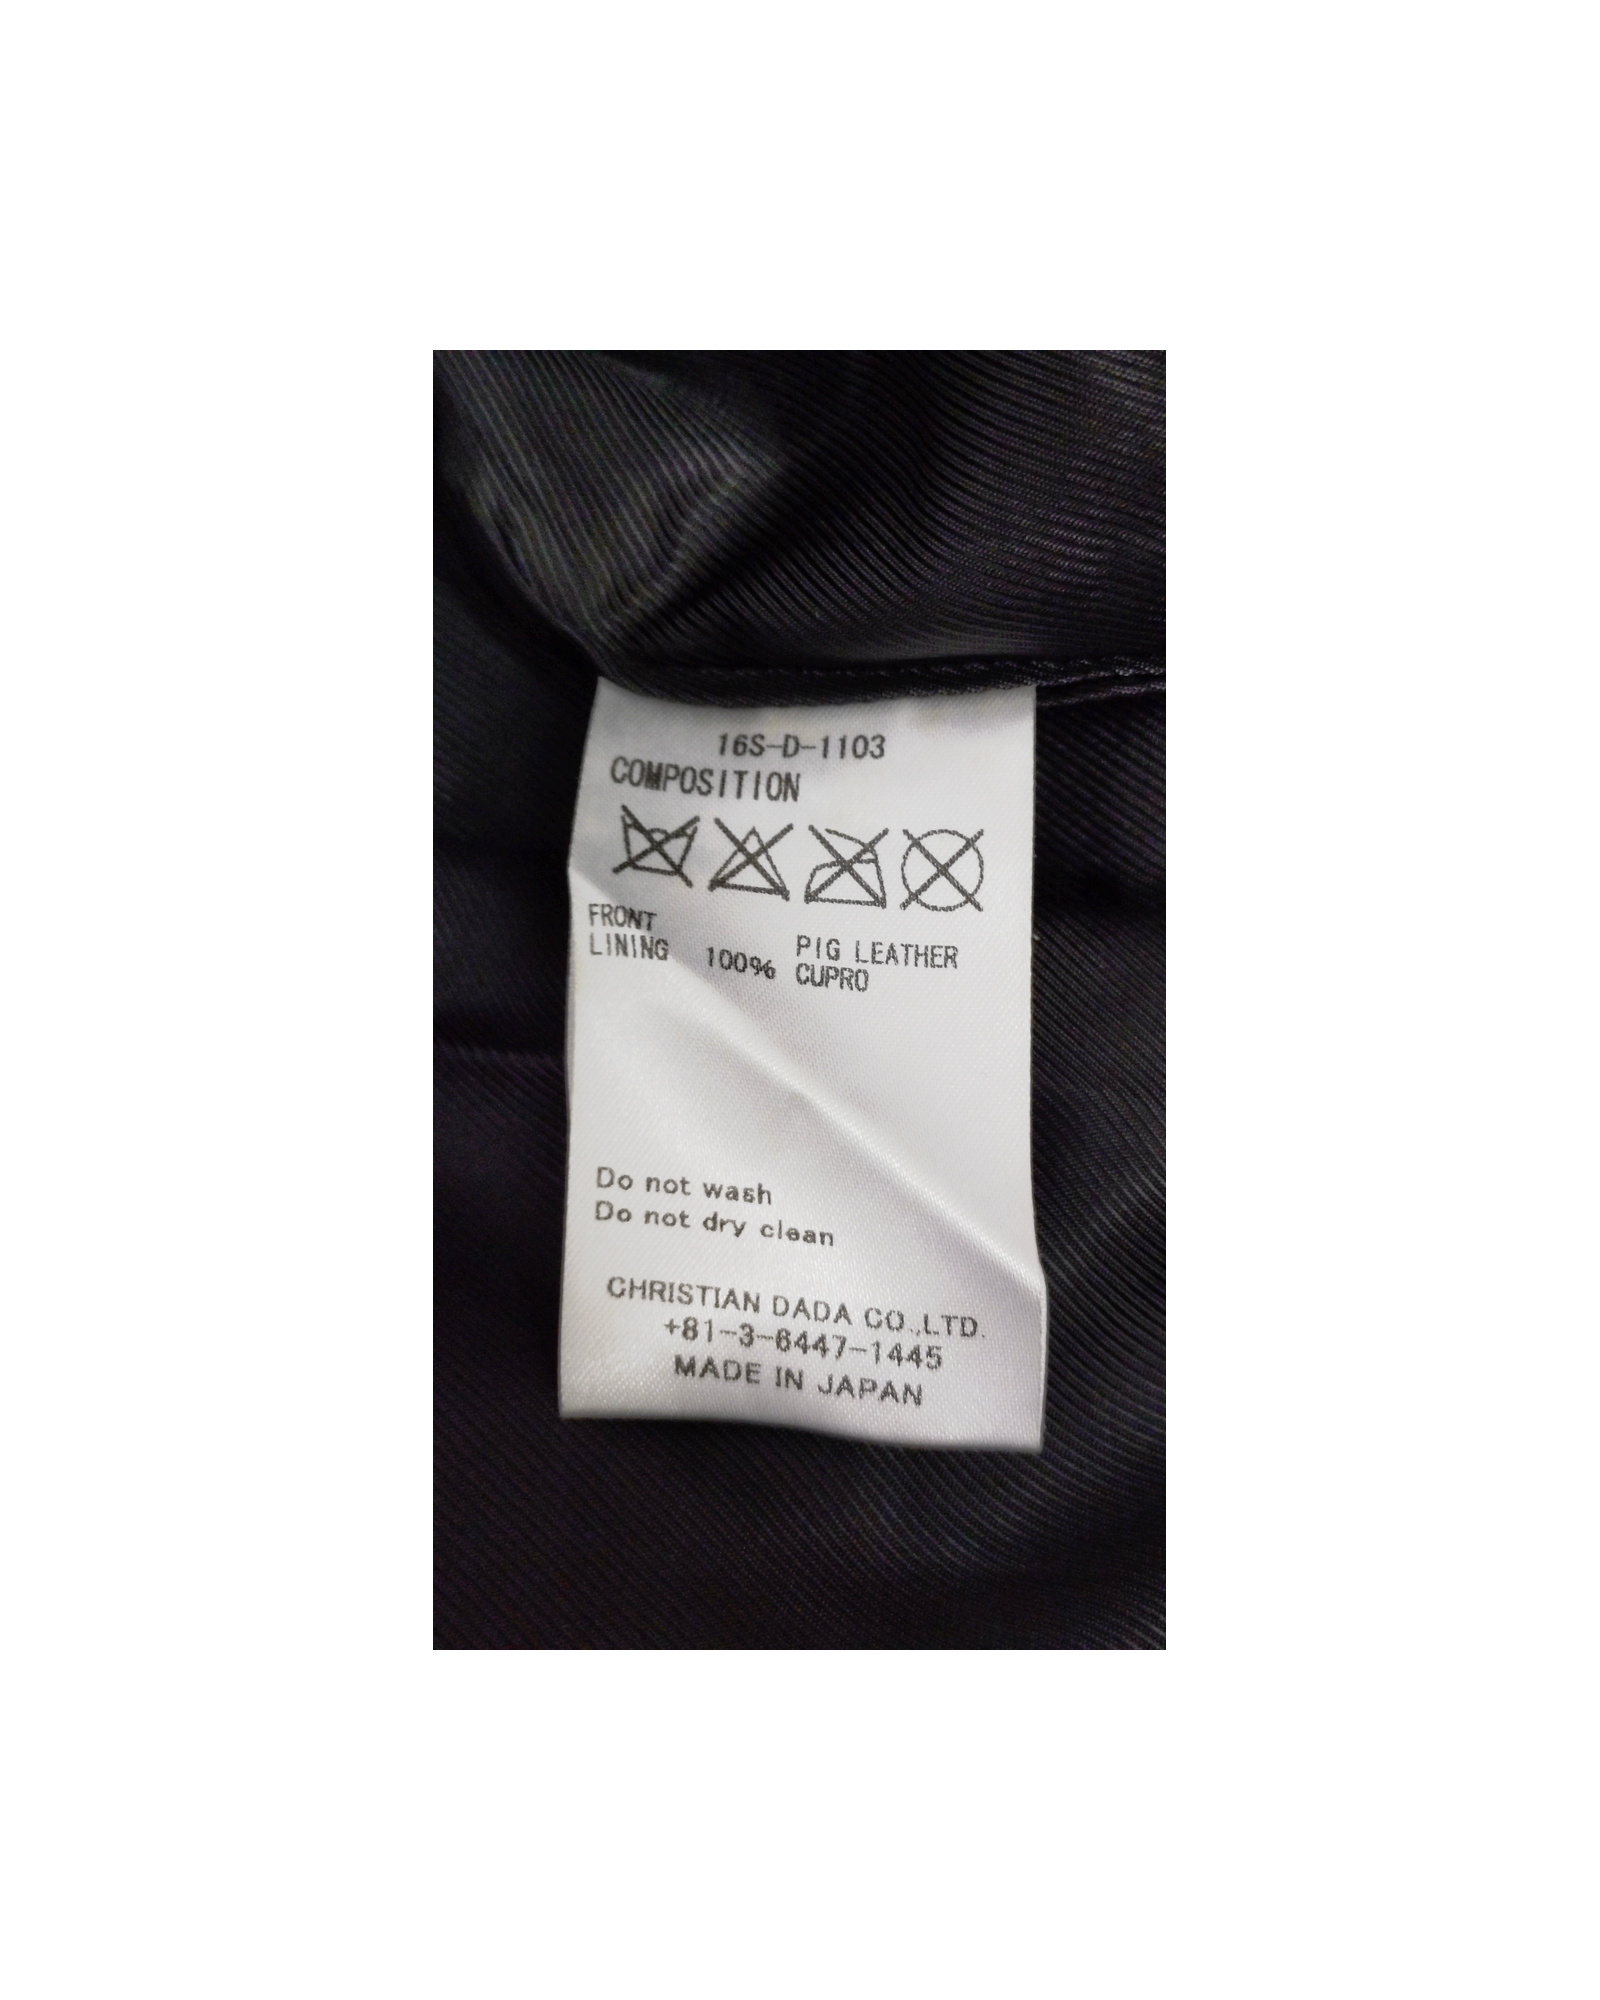 16S-D-1103
COMPOSITION
FRONT PIG LEATHER
LINING 100% CUPRO
Do not wash
Do not dry clean
CHRISTIAN DADA CO.,LTD.
+81-3-6447-1445
MADE IN JAPAN